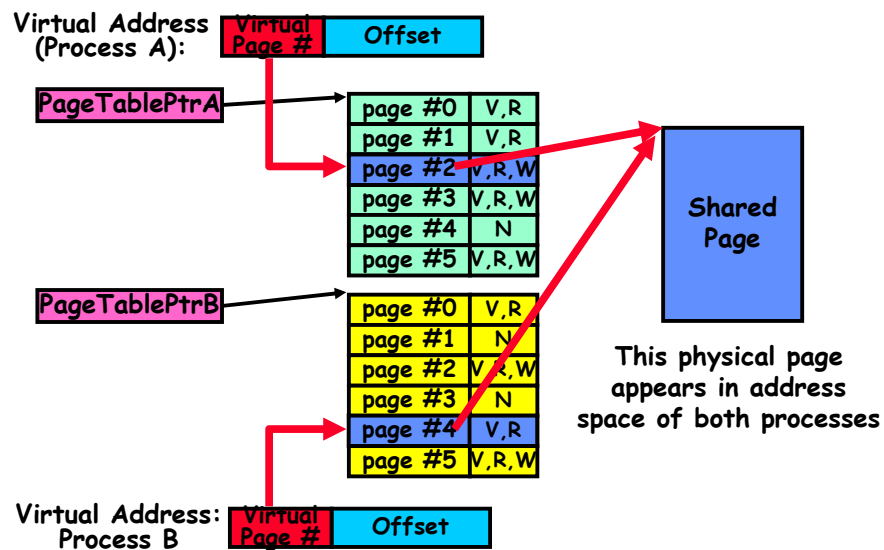 Virtual Address
(Process A):
Virtual
Page #
Offset
PageTablePtrA
page #0 V,R
page #1 V,R
page #2 V,R,W
page #3 V,R,W
page #4 N
page #5 V,R,W
Shared
Page
PageTablePtrB
page #0 V,R
page #1 N
page #2 V,R,W
page #3 N
page #4 V,R
page #5 V,R,W
This physical page
appears in address
space of both processes
Virtual Address:
Process B
Virtual
Page #
Offset